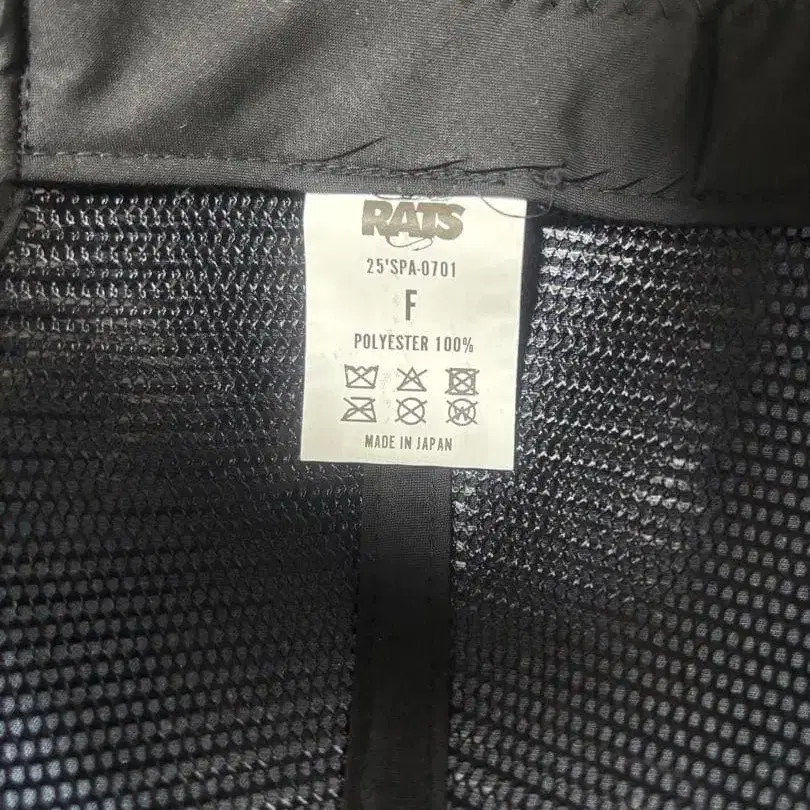 RATS
25'SPA-0701
F
POLYESTER 100%
W
MADE IN JAPAN